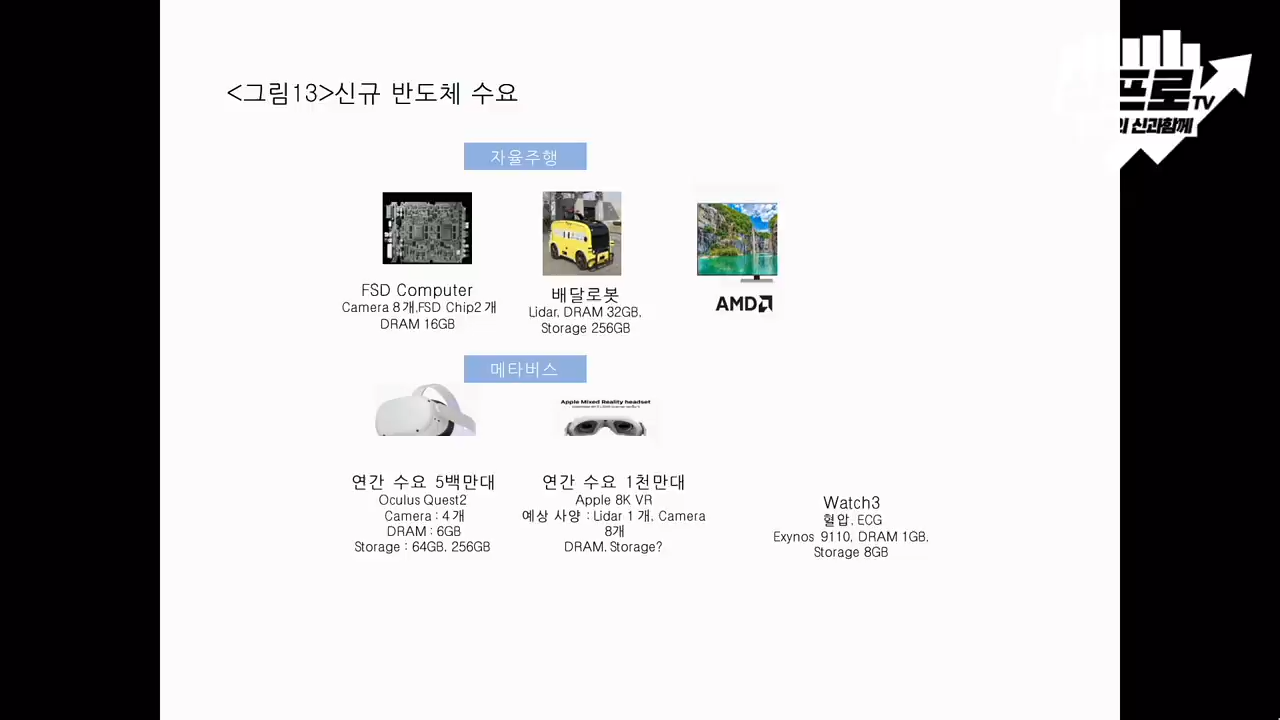 <그림13>신규 반도체 수요
프로TV
의 신과함께
자율주행
FSD Computer
Camera 8개,FSD Chip2개
DRAM 16GB
배달로봇
Lidar, DRAM 32GB,
Storage 256GB
AMD
메타버스
Apple Mixed Reality headset
연간 수요 5백만대
Oculus Quest2
Camera : 4개
DRAM : 6GB
Storage : 64GB, 256GB
연간 수요 1천만대
Apple 8K VR
예상 사양 : Lidar 1개, Camera
8개
DRAM, Storage?
Watch3
혈압, ECG
Exynos 9110, DRAM 1GB,
Storage 8GB